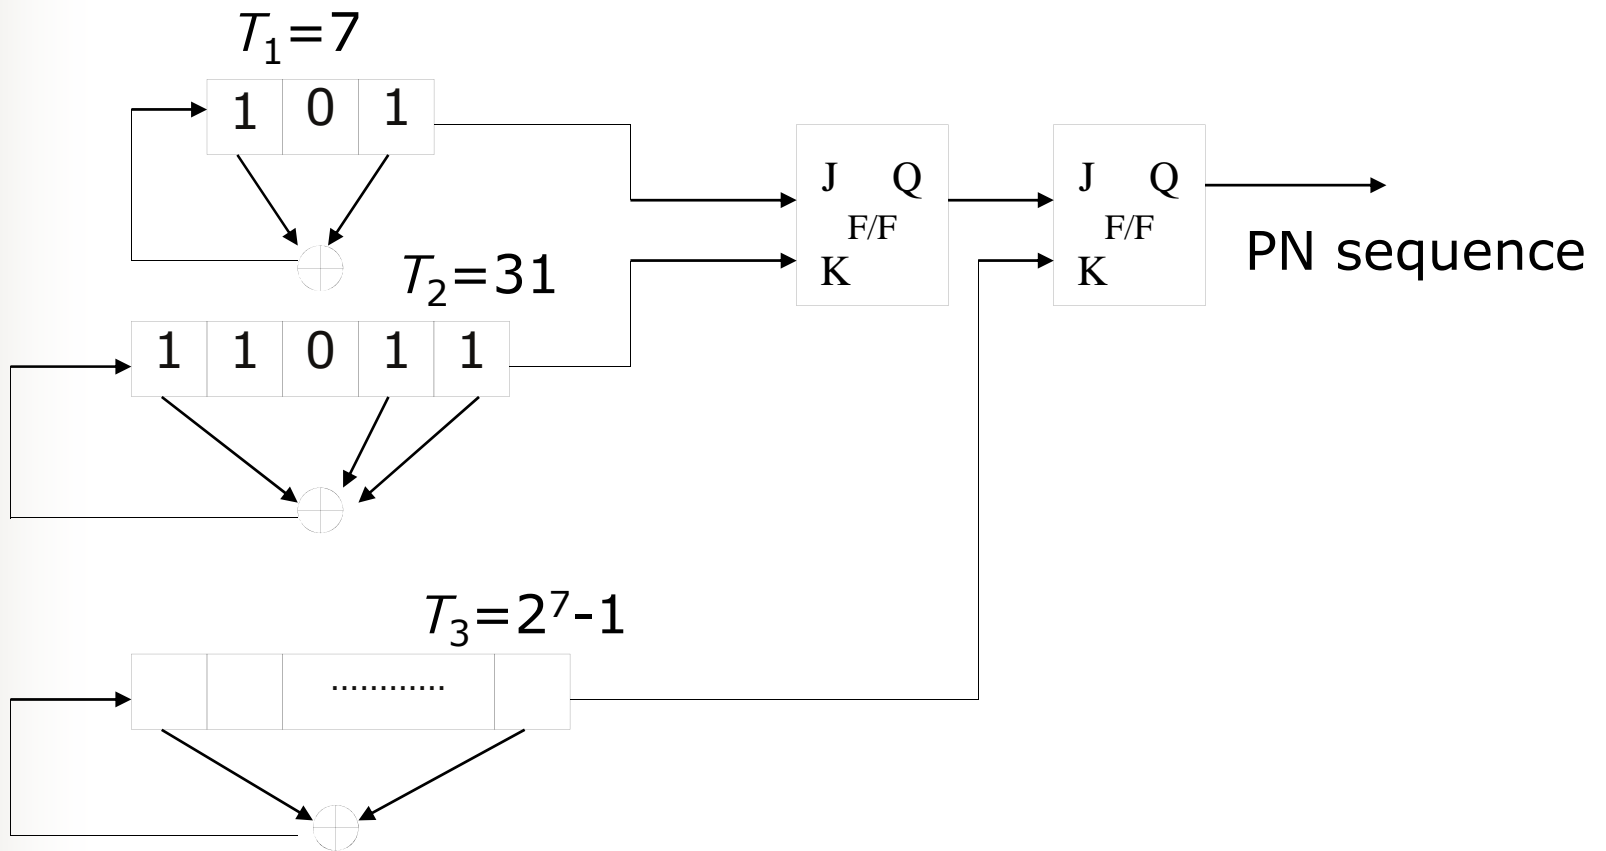 T₁=7
1 0 1
J Q
F/F
K
J Q
F/F
K
PN sequence
T₂=31
1 1 0 1 1
T₃=2⁷-1
............